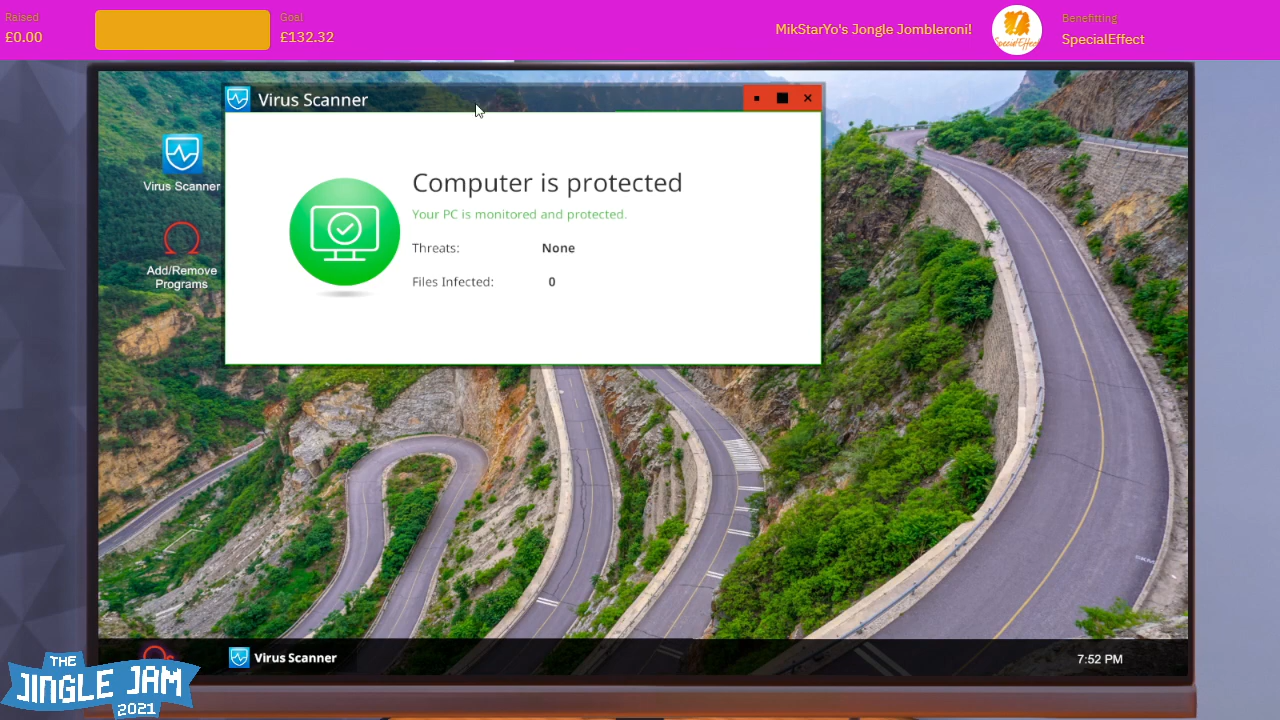 Raised
£0.00
Goal
£132.32
MikStarYo's Jongle Jombleroni!
SpecialEffect
Benefitting
SpecialEffect
Virus Scanner
Virus Scanner
Add/Remove
Programs
Computer is protected
Your PC is monitored and protected.
Threats: None
Files Infected: 0
Virus Scanner
7:52 PM
THE
JINGLE JAM
2021